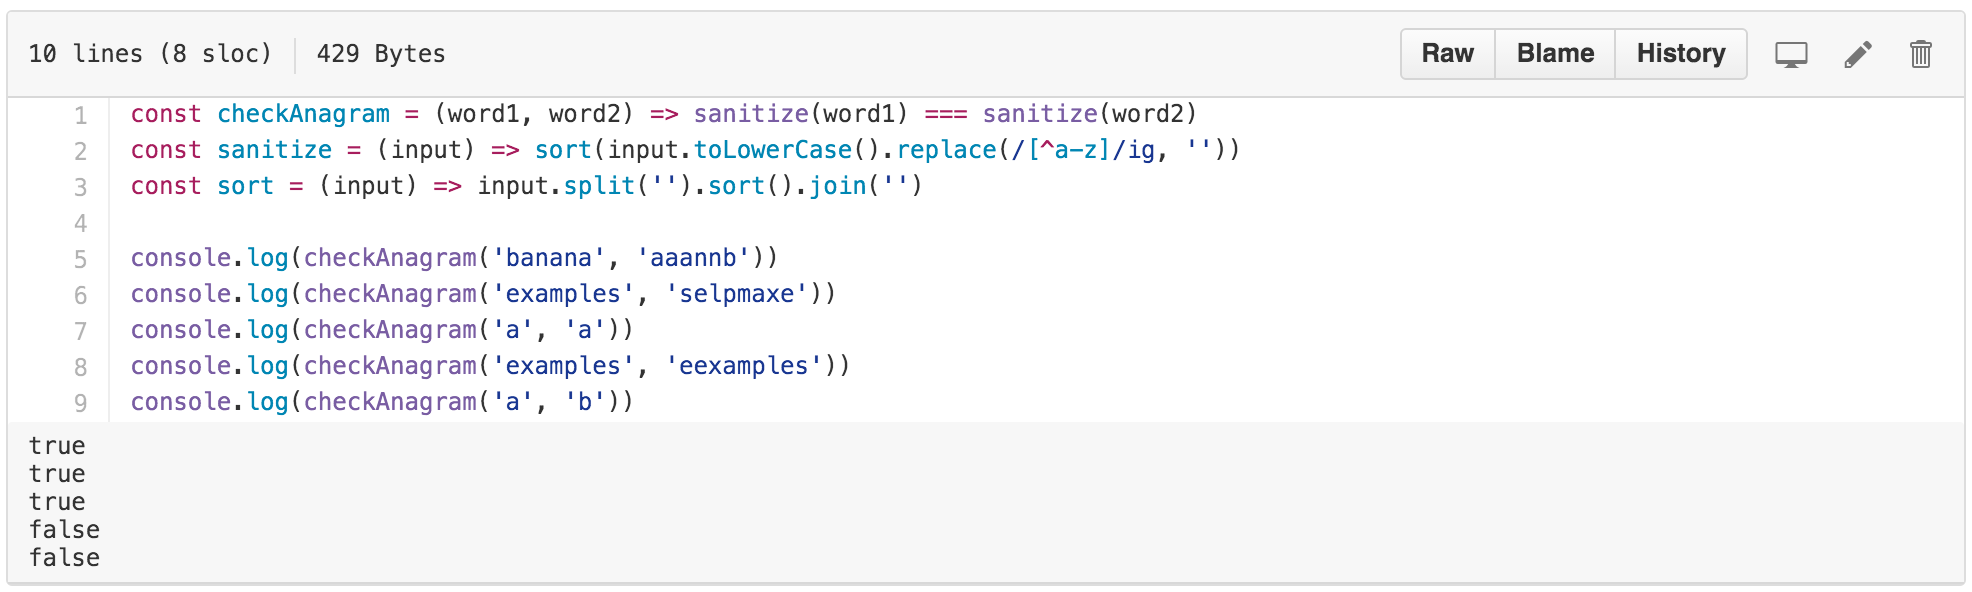 10 lines (8 sloc) 429 Bytes Raw Blame History
1 const checkAnagram = (word1, word2) => sanitize(word1) === sanitize(word2)
2 const sanitize = (input) => sort(input.toLowerCase().replace(/[^a-z]/ig, ''))
3 const sort = (input) => input.split('').sort().join('')
4
5 console.log(checkAnagram('banana', 'aaannb'))
6 console.log(checkAnagram('examples', 'selpmaxe'))
7 console.log(checkAnagram('a', 'a'))
8 console.log(checkAnagram('examples', 'eexamples'))
9 console.log(checkAnagram('a', 'b'))
true
true
true
false
false